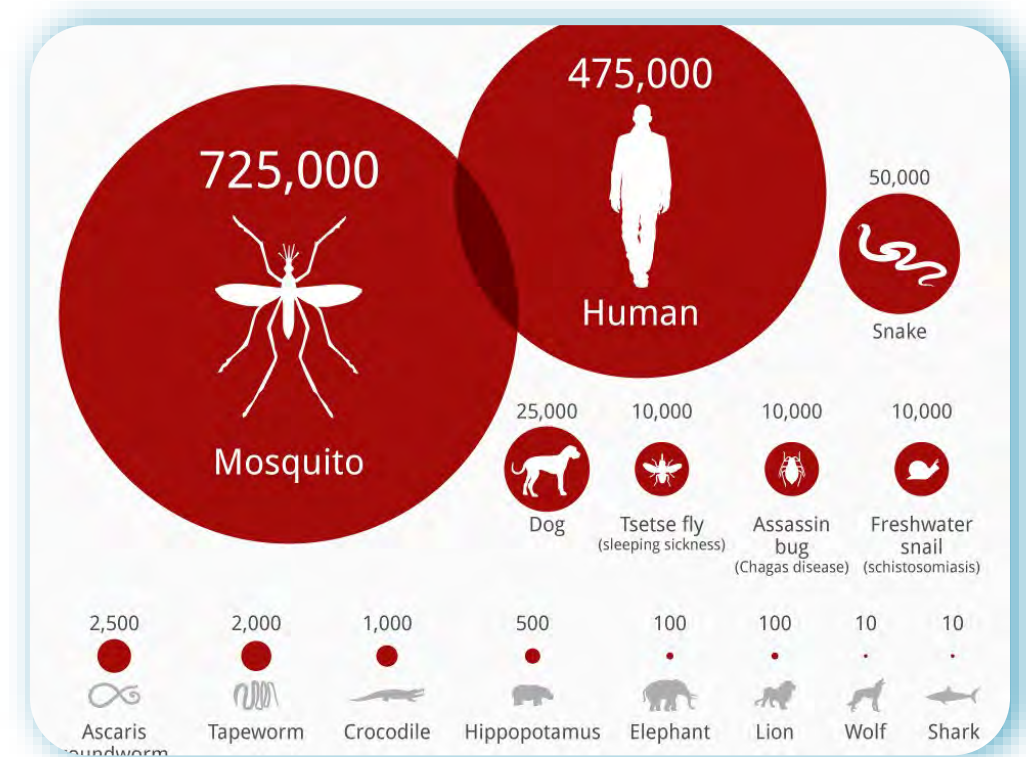 475,000
725,000
Human
Mosquito
50,000
Snake
25,000 10,000 10,000 10,000
Dog Tsetse fly Assassin Freshwater
(sleeping sickness) bug snail
(Chagas disease) (schistosomiasis)
2,500 2,000 1,000 500 100 100 10 10
Ascaris Tapeworm Crocodile Hippopotamus Elephant Lion Wolf Shark
roundworm